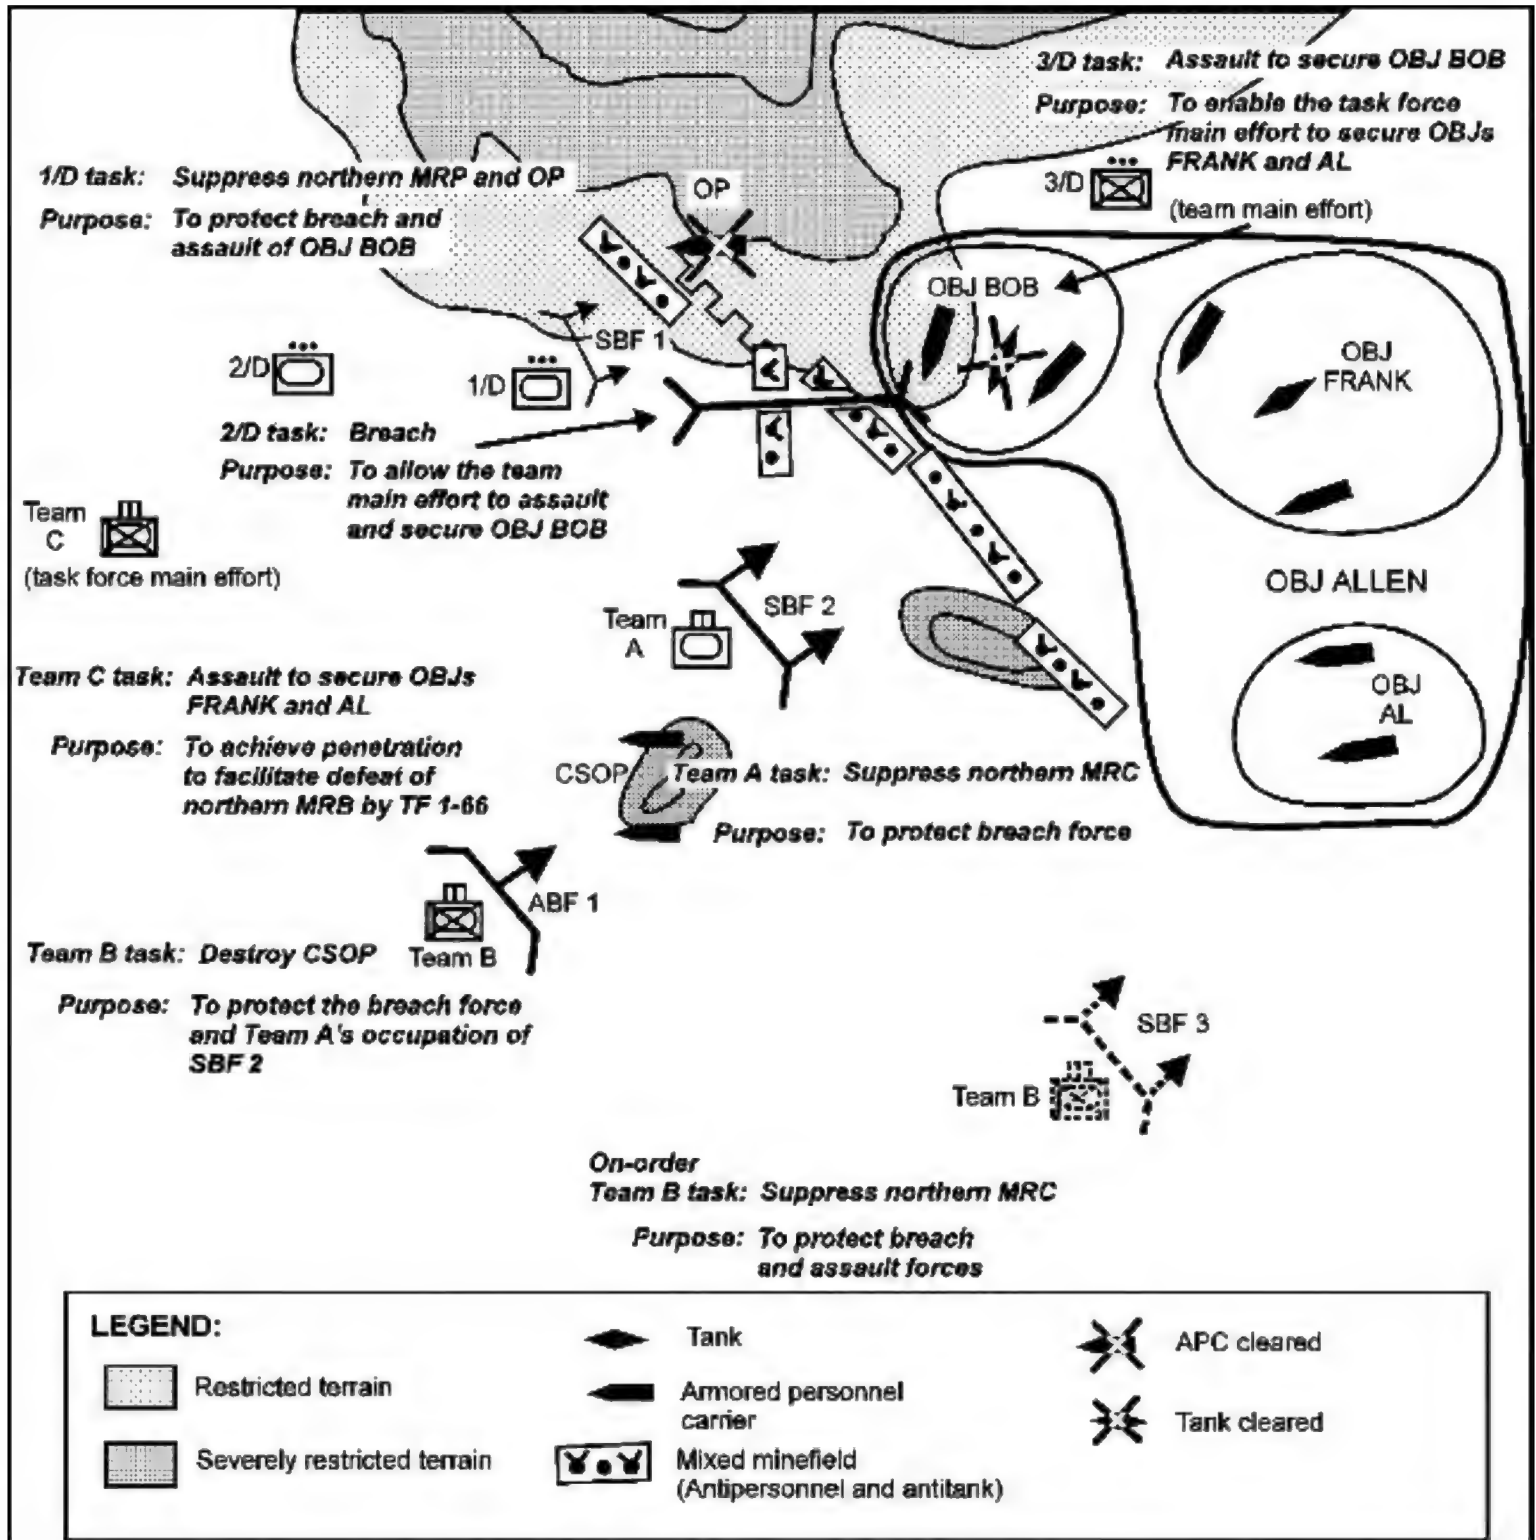 3/D task: Assault to secure OBJ BOB
Purpose: To enable the task force
main effort to secure OBJs
FRANK and AL
3/D
(team main effort)
1/D task: Suppress northern MRP and OP
Purpose: To protect breach and
assault of OBJ BOB
OP
OBJ BOB
OBJ
FRANK
SBF 1
2/D
1/D
2/D task: Breach
Purpose: To allow the team
main effort to assault
and secure OBJ BOB
Team
C
(task force main effort)
OBJ ALLEN
SBF 2
Team
A
Team C task: Assault to secure OBJs
FRANK and AL
Purpose: To achieve penetration
to facilitate defeat of
northern MRB by TF 1-66
OBJ
AL
CSOP
Team A task: Suppress northern MRC
Purpose: To protect breach force
ABF 1
Team B
Team B task: Destroy CSOP
Purpose: To protect the breach force
and Team A's occupation of
SBF 2
SBF 3
Team B
On-order
Team B task: Suppress northern MRC
Purpose: To protect breach
and assault forces
LEGEND:
Restricted terrain
Severely restricted terrain
Tank
Armored personnel
carrier
Mixed minefield
(Antipersonnel and antitank)
APC cleared
Tank cleared